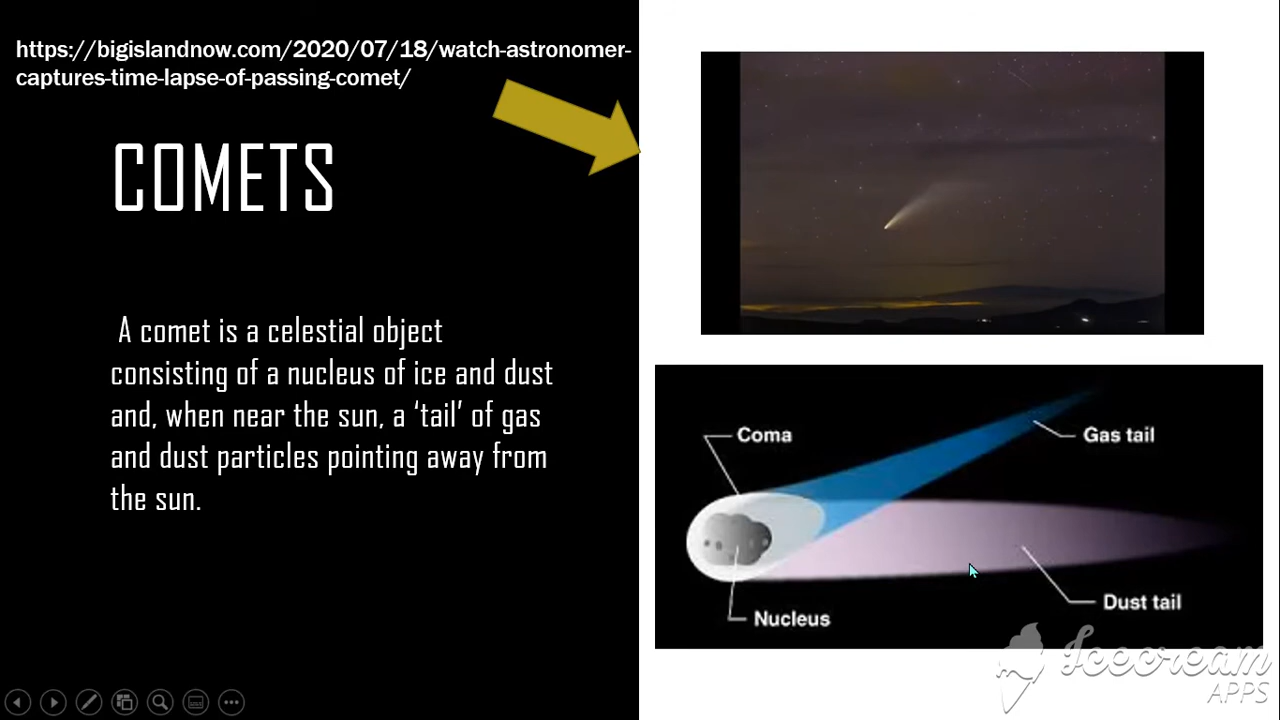 https://bigislandnow.com/2020/07/18/watch-astronomer-
captures-time-lapse-of-passing-comet/
COMETS
A comet is a celestial object
consisting of a nucleus of ice and dust
and, when near the sun, a ‘tail’ of gas
and dust particles pointing away from
the sun.
Coma
Gas tail
Dust tail
Nucleus
Icecream
APPS